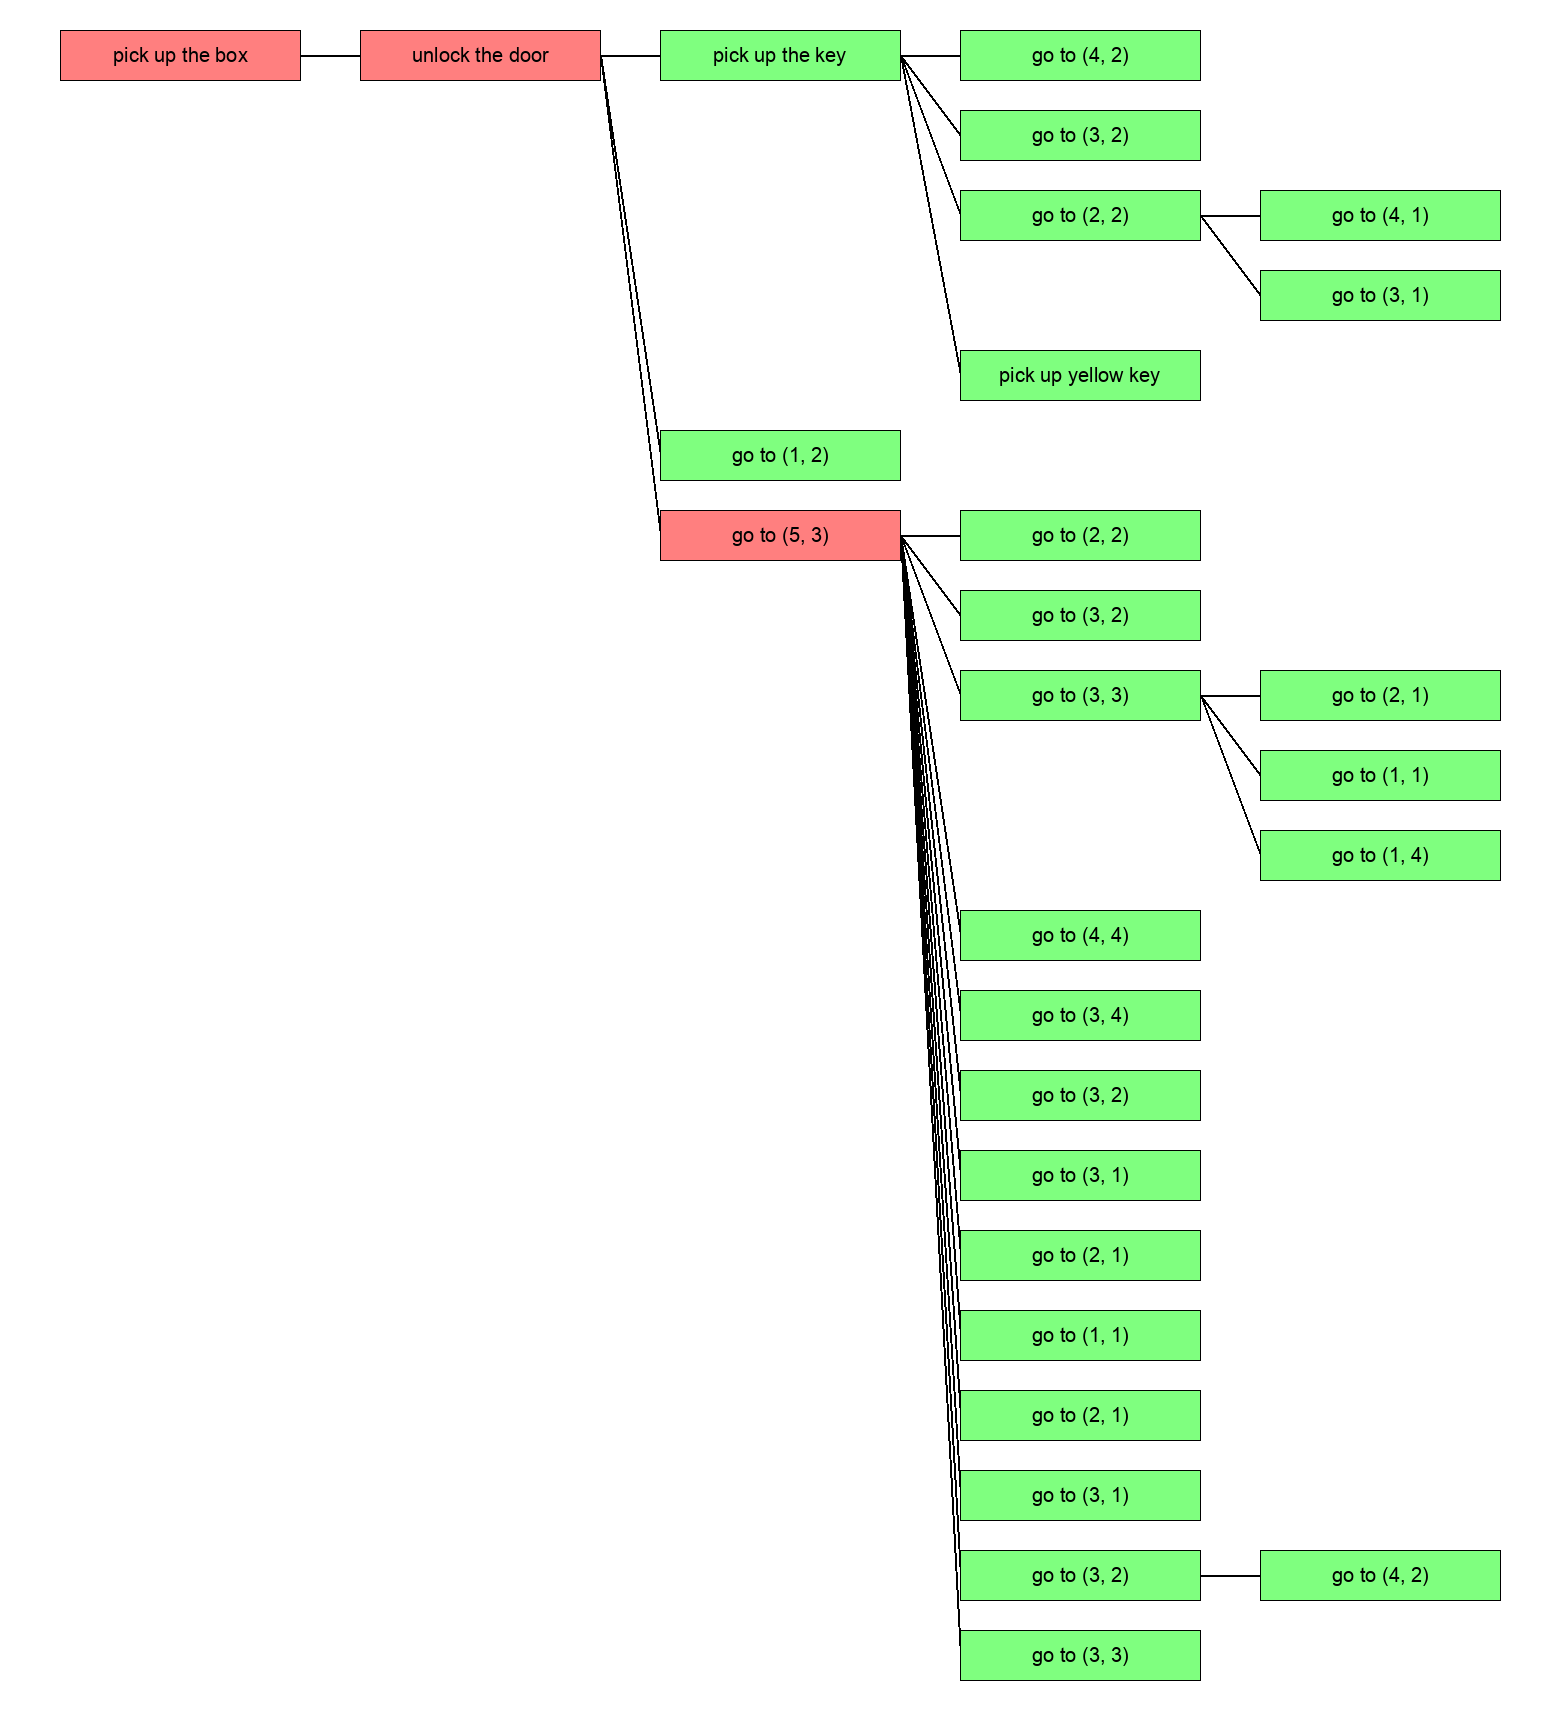 pick up the box
unlock the door
pick up the key
go to (4, 2)
go to (3, 2)
go to (2, 2)
go to (4, 1)
go to (3, 1)
pick up yellow key
go to (1, 2)
go to (5, 3)
go to (2, 2)
go to (3, 2)
go to (3, 3)
go to (2, 1)
go to (1, 1)
go to (1, 4)
go to (4, 4)
go to (3, 4)
go to (3, 2)
go to (3, 1)
go to (2, 1)
go to (1, 1)
go to (2, 1)
go to (3, 1)
go to (3, 2)
go to (4, 2)
go to (3, 3)